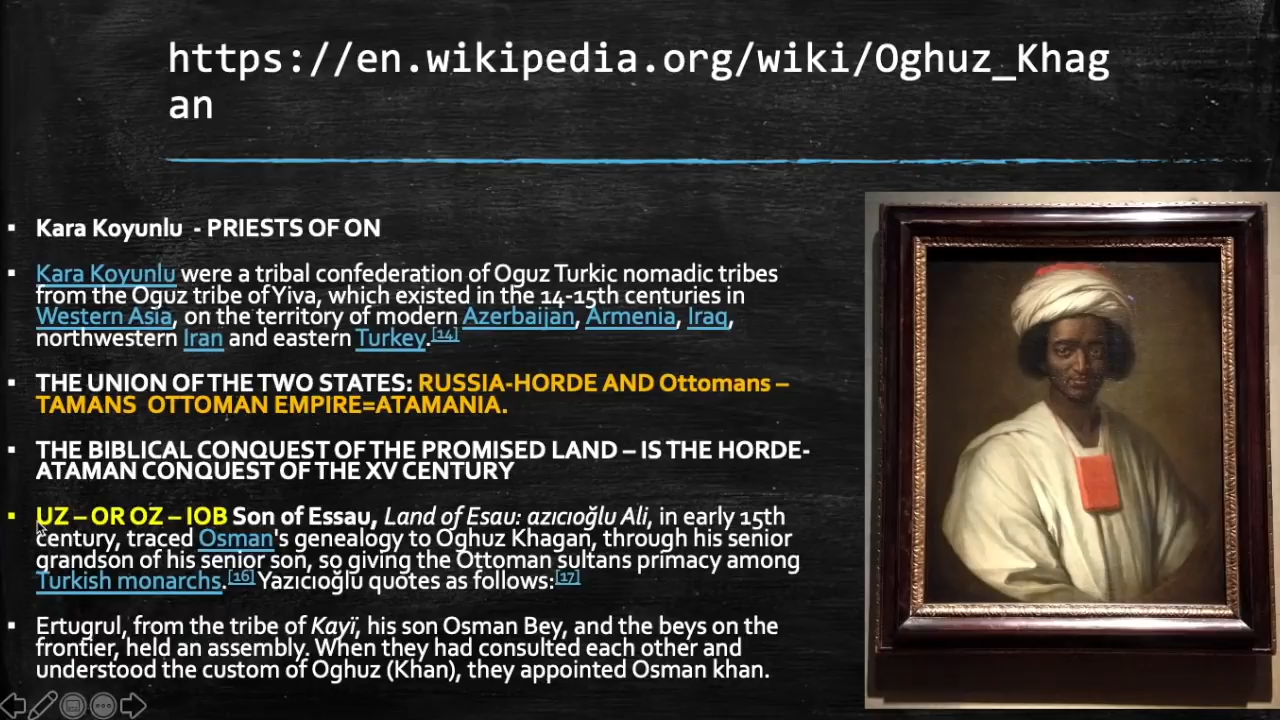 https://en.wikipedia.org/wiki/Oghuz_Khag
an
Kara Koyunlu - PRIESTS OF ON
Kara Koyunlu were a tribal confederation of Oguz Turkic nomadic tribes
from the Oguz tribe of Yiva, which existed in the 14-15th centuries in
Western Asia, on the territory of modern Azerbaijan, Armenia, Iraq,
northwestern Iran and eastern Turkey.[14]
THE UNION OF THE TWO STATES: RUSSIA-HORDE AND Ottomans –
TAMANS OTTOMAN EMPIRE=ATAMANIA.
THE BIBLICAL CONQUEST OF THE PROMISED LAND – IS THE HORDE-
ATAMAN CONQUEST OF THE XV CENTURY
UZ – OR OZ – IOB Son of Essau, Land of Esau: azıcıoğlu Ali, in early 15th
century, traced Osman's genealogy to Oghuz Khagan, through his senior
grandson of his senior son, so giving the Ottoman sultans primacy among
Turkish monarchs.[16] Yazıcıoğlu quotes as follows:[17]
Ertugrul, from the tribe of Kayï, his son Osman Bey, and the beys on the
frontier, held an assembly. When they had consulted each other and
understood the custom of Oghuz (Khan), they appointed Osman khan.